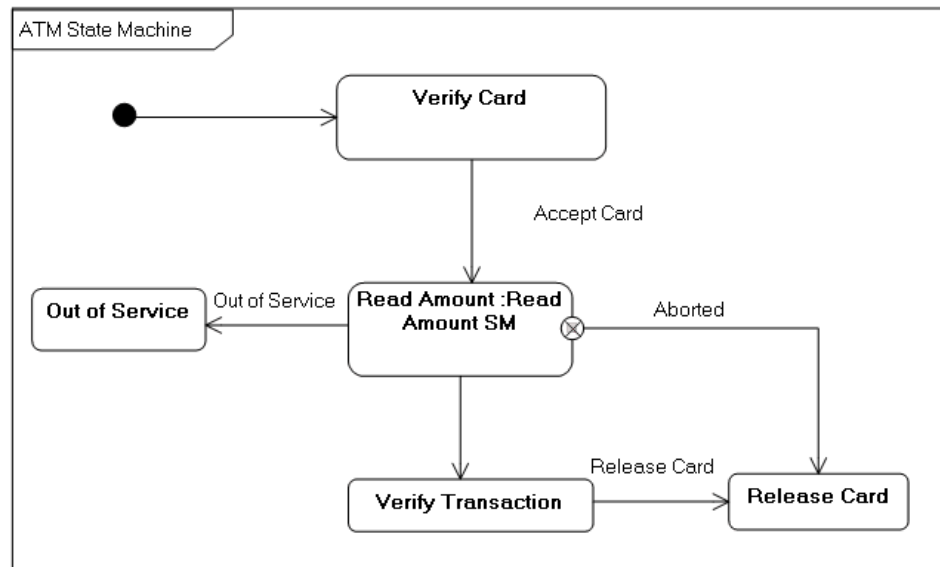 ATM State Machine
Verify Card
Accept Card
Out of Service
Out of Service
Read Amount :Read
Amount SM
Aborted
Verify Transaction
Release Card
Release Card